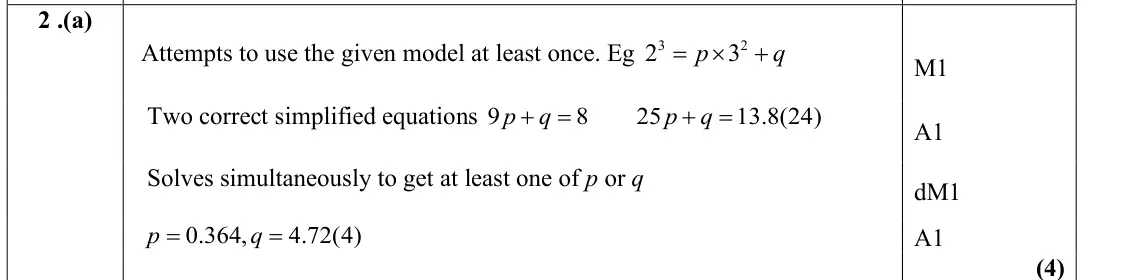 2 .(a)
Attempts to use the given model at least once. Eg 2³ = p×3² + q
M1
Two correct simplified equations 9p + q = 8 25p + q = 13.8(24)
A1
Solves simultaneously to get at least one of p or q
dM1
p = 0.364, q = 4.72(4)
A1
(4)